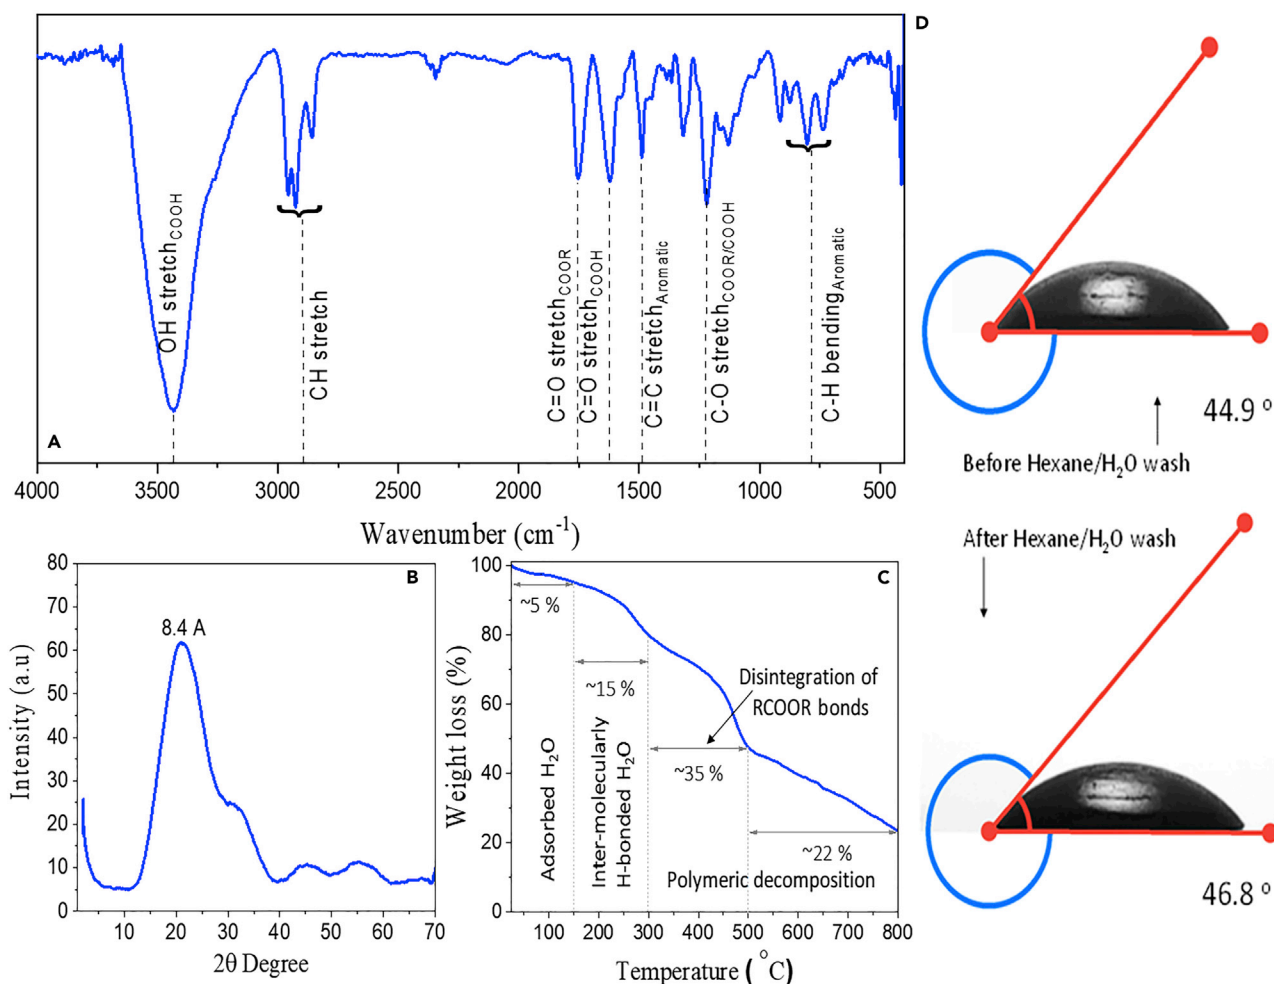 OH stretch_COOH
CH stretch
C=O stretch_COOR
C=O stretch_COOH
C=C stretch_Aromatic
C-O stretch_COOR/COOH
C-H bending_Aromatic
A
4000 3500 3000 2500 2000 1500 1000 500
Wavenumber (cm⁻¹)
B
8.4 A
80
70
60
50
40
30
20
10
0
Intensity (a.u)
10 20 30 40 50 60 70
2θ Degree
C
100
80
60
40
20
0
Weight loss (%)
~5 %
~15 %
Disintegration of
RCOOR bonds
~35 %
~22 %
Polymeric decomposition
Adsorbed H₂O
Inter-molecularly
H-bonded H₂O
100 200 300 400 500 600 700 800
Temperature ( °C)
D
44.9 º
Before Hexane/H₂O wash
After Hexane/H₂O wash
46.8 º